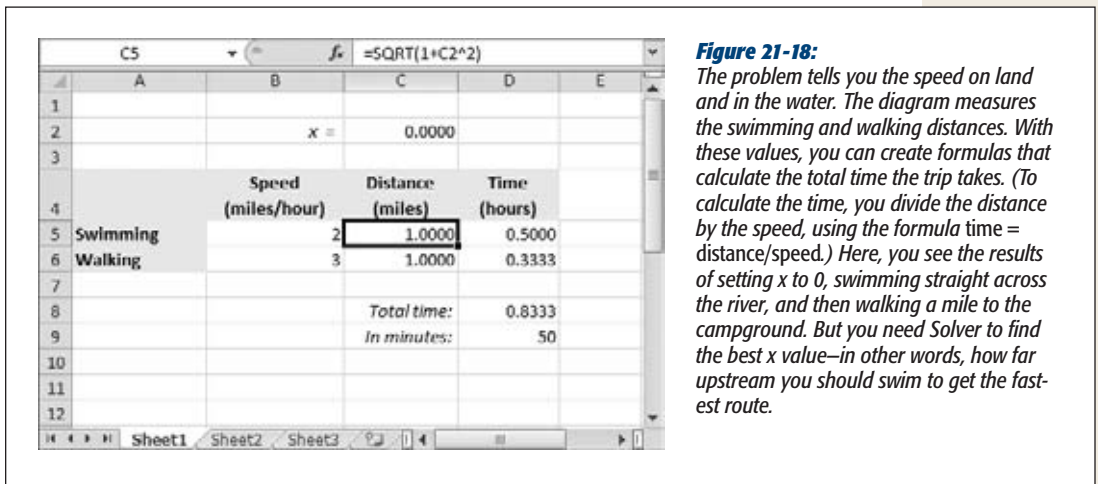 C5 fx =SQRT(1+C2^2)
A B C D E
1
2 x = 0.0000
3
Speed Distance Time
4 (miles/hour) (miles) (hours)
5 Swimming 2 1.0000 0.5000
6 Walking 3 1.0000 0.3333
7
8 Total time: 0.8333
9 In minutes: 50
10
11
12
Sheet1 Sheet2 Sheet3
Figure 21-18:
The problem tells you the speed on land
and in the water. The diagram measures
the swimming and walking distances. With
these values, you can create formulas that
calculate the total time the trip takes. (To
calculate the time, you divide the distance
by the speed, using the formula time =
distance/speed.) Here, you see the results
of setting x to 0, swimming straight across
the river, and then walking a mile to the
campground. But you need Solver to find
the best x value—in other words, how far
upstream you should swim to get the fast-
est route.